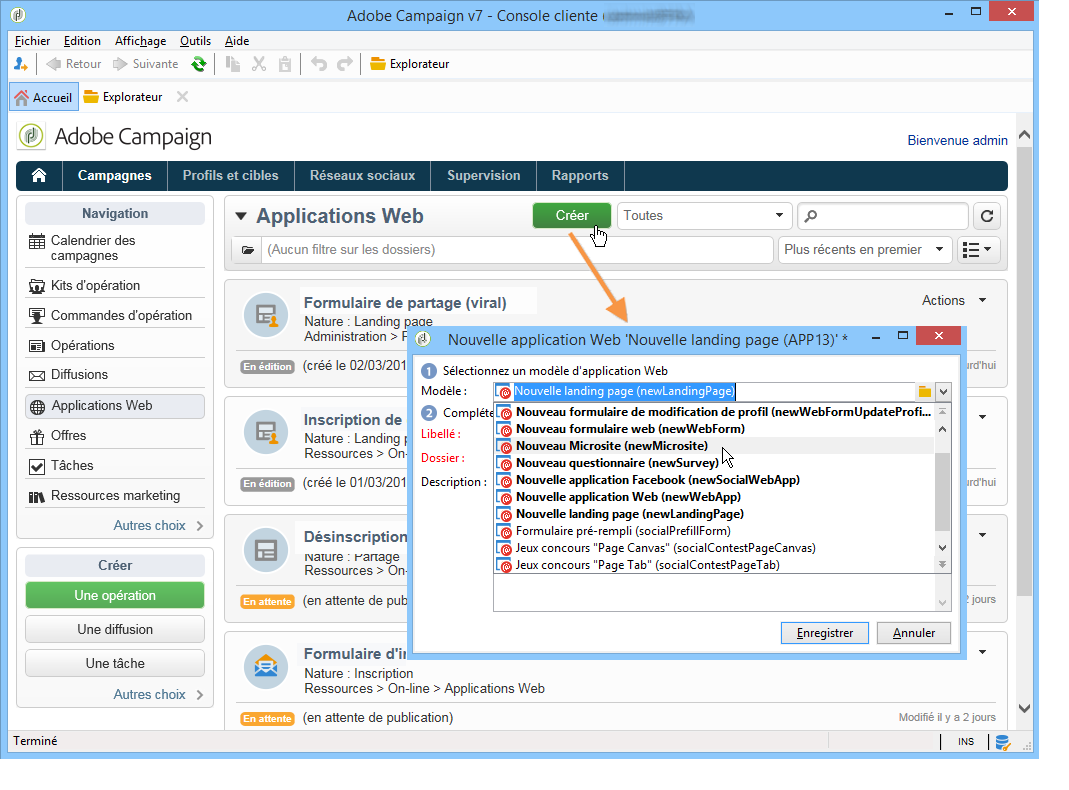 Adobe Campaign v7 - Console cliente
Fichier Edition Affichage Outils Aide
Retour Suivante Explorateur
Accueil Explorateur
Adobe Campaign
Bienvenue admin
Campagnes Profils et cibles Réseaux sociaux Supervision Rapports
Navigation
Calendrier des
campagnes
Kits d'opération
Commandes d'opération
Opérations
Diffusions
Applications Web
Offres
Tâches
Ressources marketing
Autres choix
Créer
Une opération
Une diffusion
Une tâche
Autres choix
Applications Web
Créer
Toutes
(Aucun filtre sur les dossiers)
Plus récents en premier
Formulaire de partage (viral)
Actions
Nature : Landing page
Administration >
En édition (créé le 02/03/201
rd'hui
Inscription de
Nature : Landing p
Ressources > On-
En édition (créé le 01/03/201
rd'hui
Désinscription
Nature : Partage
Ressources > On-
En attente (en attente de pub
2 jours
Formulaire d'i
Nature : Inscription
Ressources > On-line > Applications Web
En attente (en attente de publication)
Modifié il y a 2 jours
Nouvelle application Web 'Nouvelle landing page (APP13)' *
1 Sélectionnez un modèle d'application Web
Modèle : Nouvelle landing page (newLandingPage)
2 Complét
Libellé :
Dossier :
Description :
Nouveau formulaire de modification de profil (newWebFormUpdateProfi...
Nouveau formulaire web (newWebForm)
Nouveau Microsite (newMicrosite)
Nouveau questionnaire (newSurvey)
Nouvelle application Facebook (newSocialWebApp)
Nouvelle application Web (newWebApp)
Nouvelle landing page (newLandingPage)
Formulaire pré-rempli (socialPrefillForm)
Jeux concours "Page Canvas" (socialContestPageCanvas)
Jeux concours "Page Tab" (socialContestPageTab)
Enregistrer Annuler
Terminé
INS